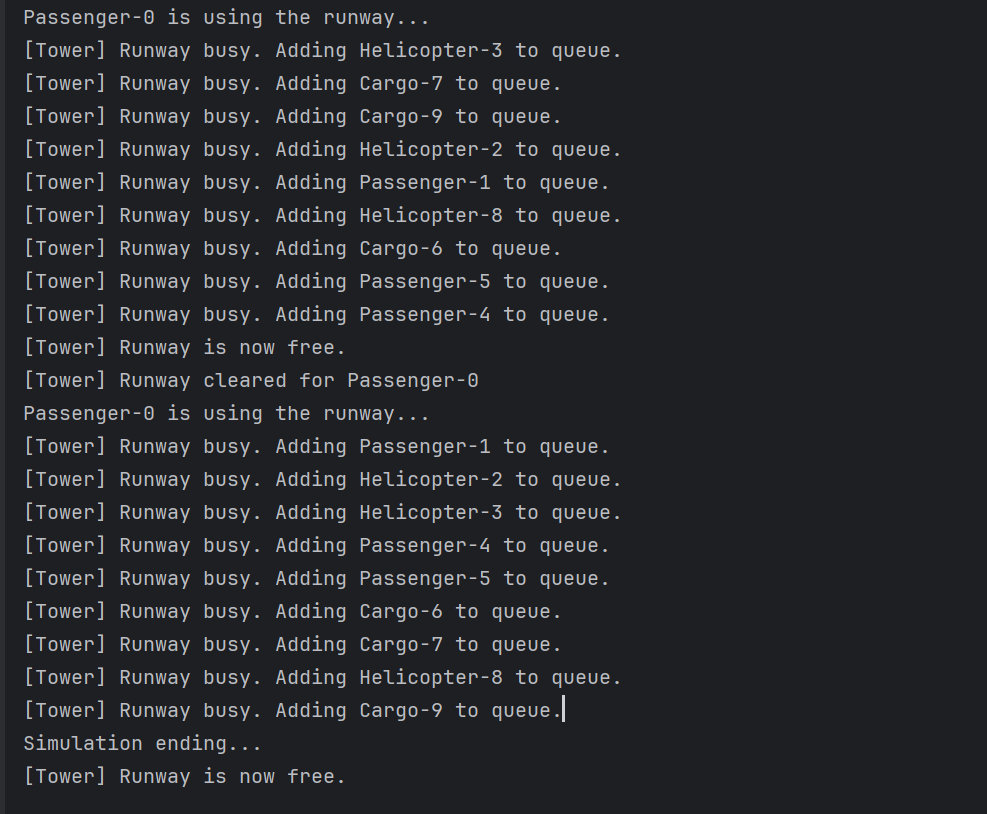 Passenger-0 is using the runway...
[Tower] Runway busy. Adding Helicopter-3 to queue.
[Tower] Runway busy. Adding Cargo-7 to queue.
[Tower] Runway busy. Adding Cargo-9 to queue.
[Tower] Runway busy. Adding Helicopter-2 to queue.
[Tower] Runway busy. Adding Passenger-1 to queue.
[Tower] Runway busy. Adding Helicopter-8 to queue.
[Tower] Runway busy. Adding Cargo-6 to queue.
[Tower] Runway busy. Adding Passenger-5 to queue.
[Tower] Runway busy. Adding Passenger-4 to queue.
[Tower] Runway is now free.
[Tower] Runway cleared for Passenger-0
Passenger-0 is using the runway...
[Tower] Runway busy. Adding Passenger-1 to queue.
[Tower] Runway busy. Adding Helicopter-2 to queue.
[Tower] Runway busy. Adding Helicopter-3 to queue.
[Tower] Runway busy. Adding Passenger-4 to queue.
[Tower] Runway busy. Adding Passenger-5 to queue.
[Tower] Runway busy. Adding Cargo-6 to queue.
[Tower] Runway busy. Adding Cargo-7 to queue.
[Tower] Runway busy. Adding Helicopter-8 to queue.
[Tower] Runway busy. Adding Cargo-9 to queue.
Simulation ending...
[Tower] Runway is now free.